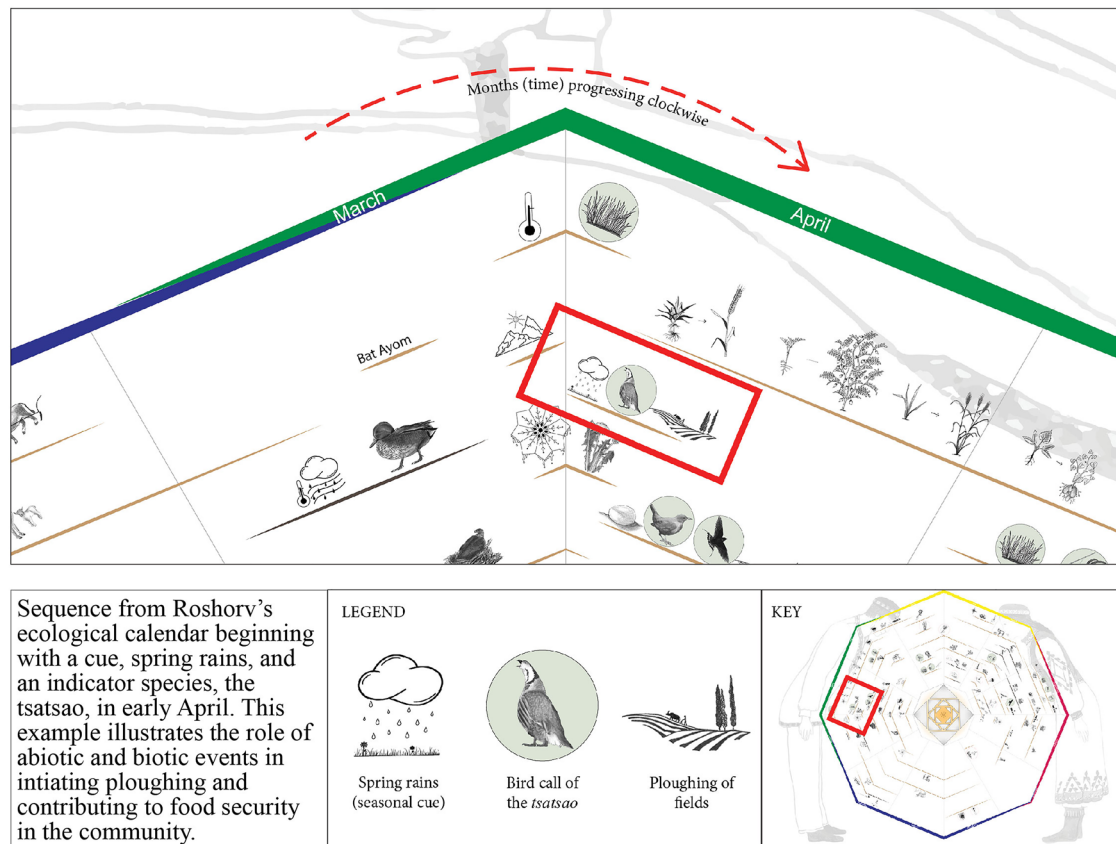 Months (time) progressing clockwise
March
April
Bat Ayom
Sequence from Roshorv's
ecological calendar beginning
with a cue, spring rains, and
an indicator species, the
tsatsao, in early April. This
example illustrates the role of
abiotic and biotic events in
intiating ploughing and
contributing to food security
in the community.
LEGEND
Spring rains
(seasonal cue)
Bird call of
the tsatsao
Ploughing of
fields
KEY